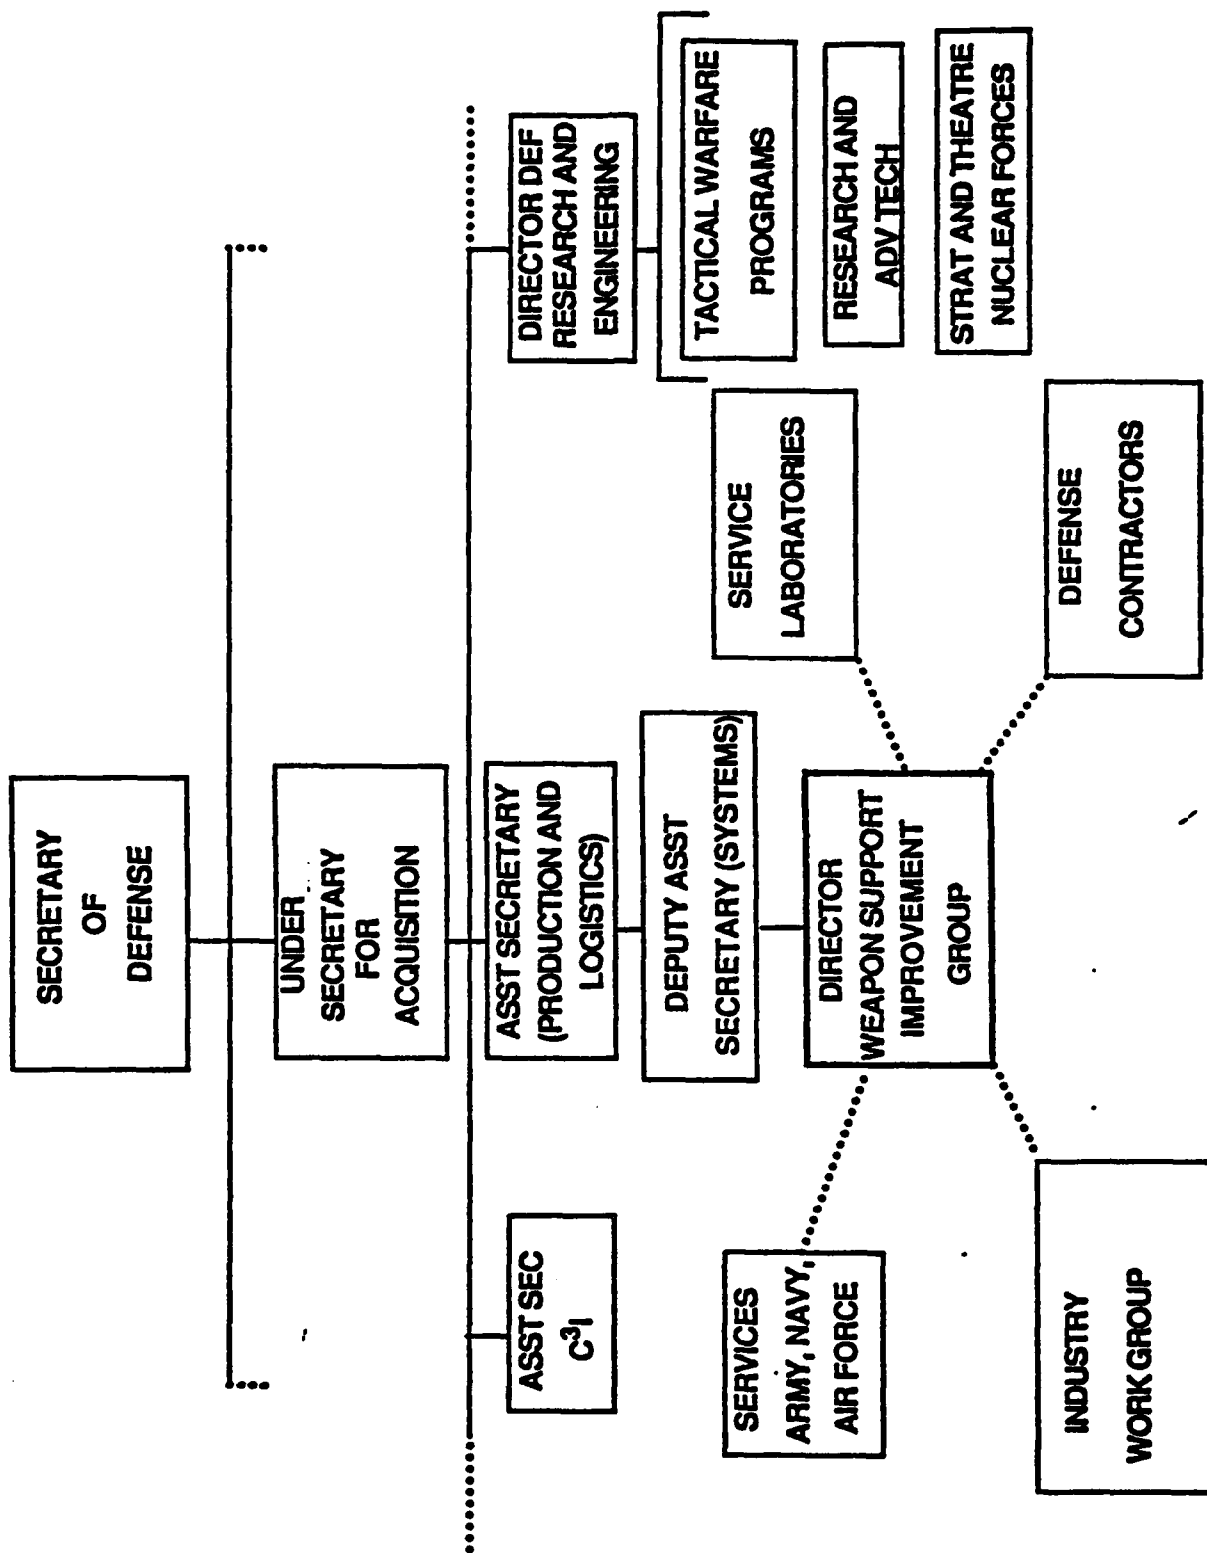 SECRETARY
OF
DEFENSE
UNDER
SECRETARY
FOR
ACQUISITION
ASST SEC
C³I
ASST SECRETARY
(PRODUCTION AND
LOGISTICS)
DIRECTOR DEF
RESEARCH AND
ENGINEERING
DEPUTY ASST
SECRETARY (SYSTEMS)
TACTICAL WARFARE
PROGRAMS
RESEARCH AND
ADV TECH
STRAT AND THEATRE
NUCLEAR FORCES
SERVICES
ARMY, NAVY,
AIR FORCE
DIRECTOR
WEAPON SUPPORT
IMPROVEMENT
GROUP
SERVICE
LABORATORIES
INDUSTRY
WORK GROUP
DEFENSE
CONTRACTORS